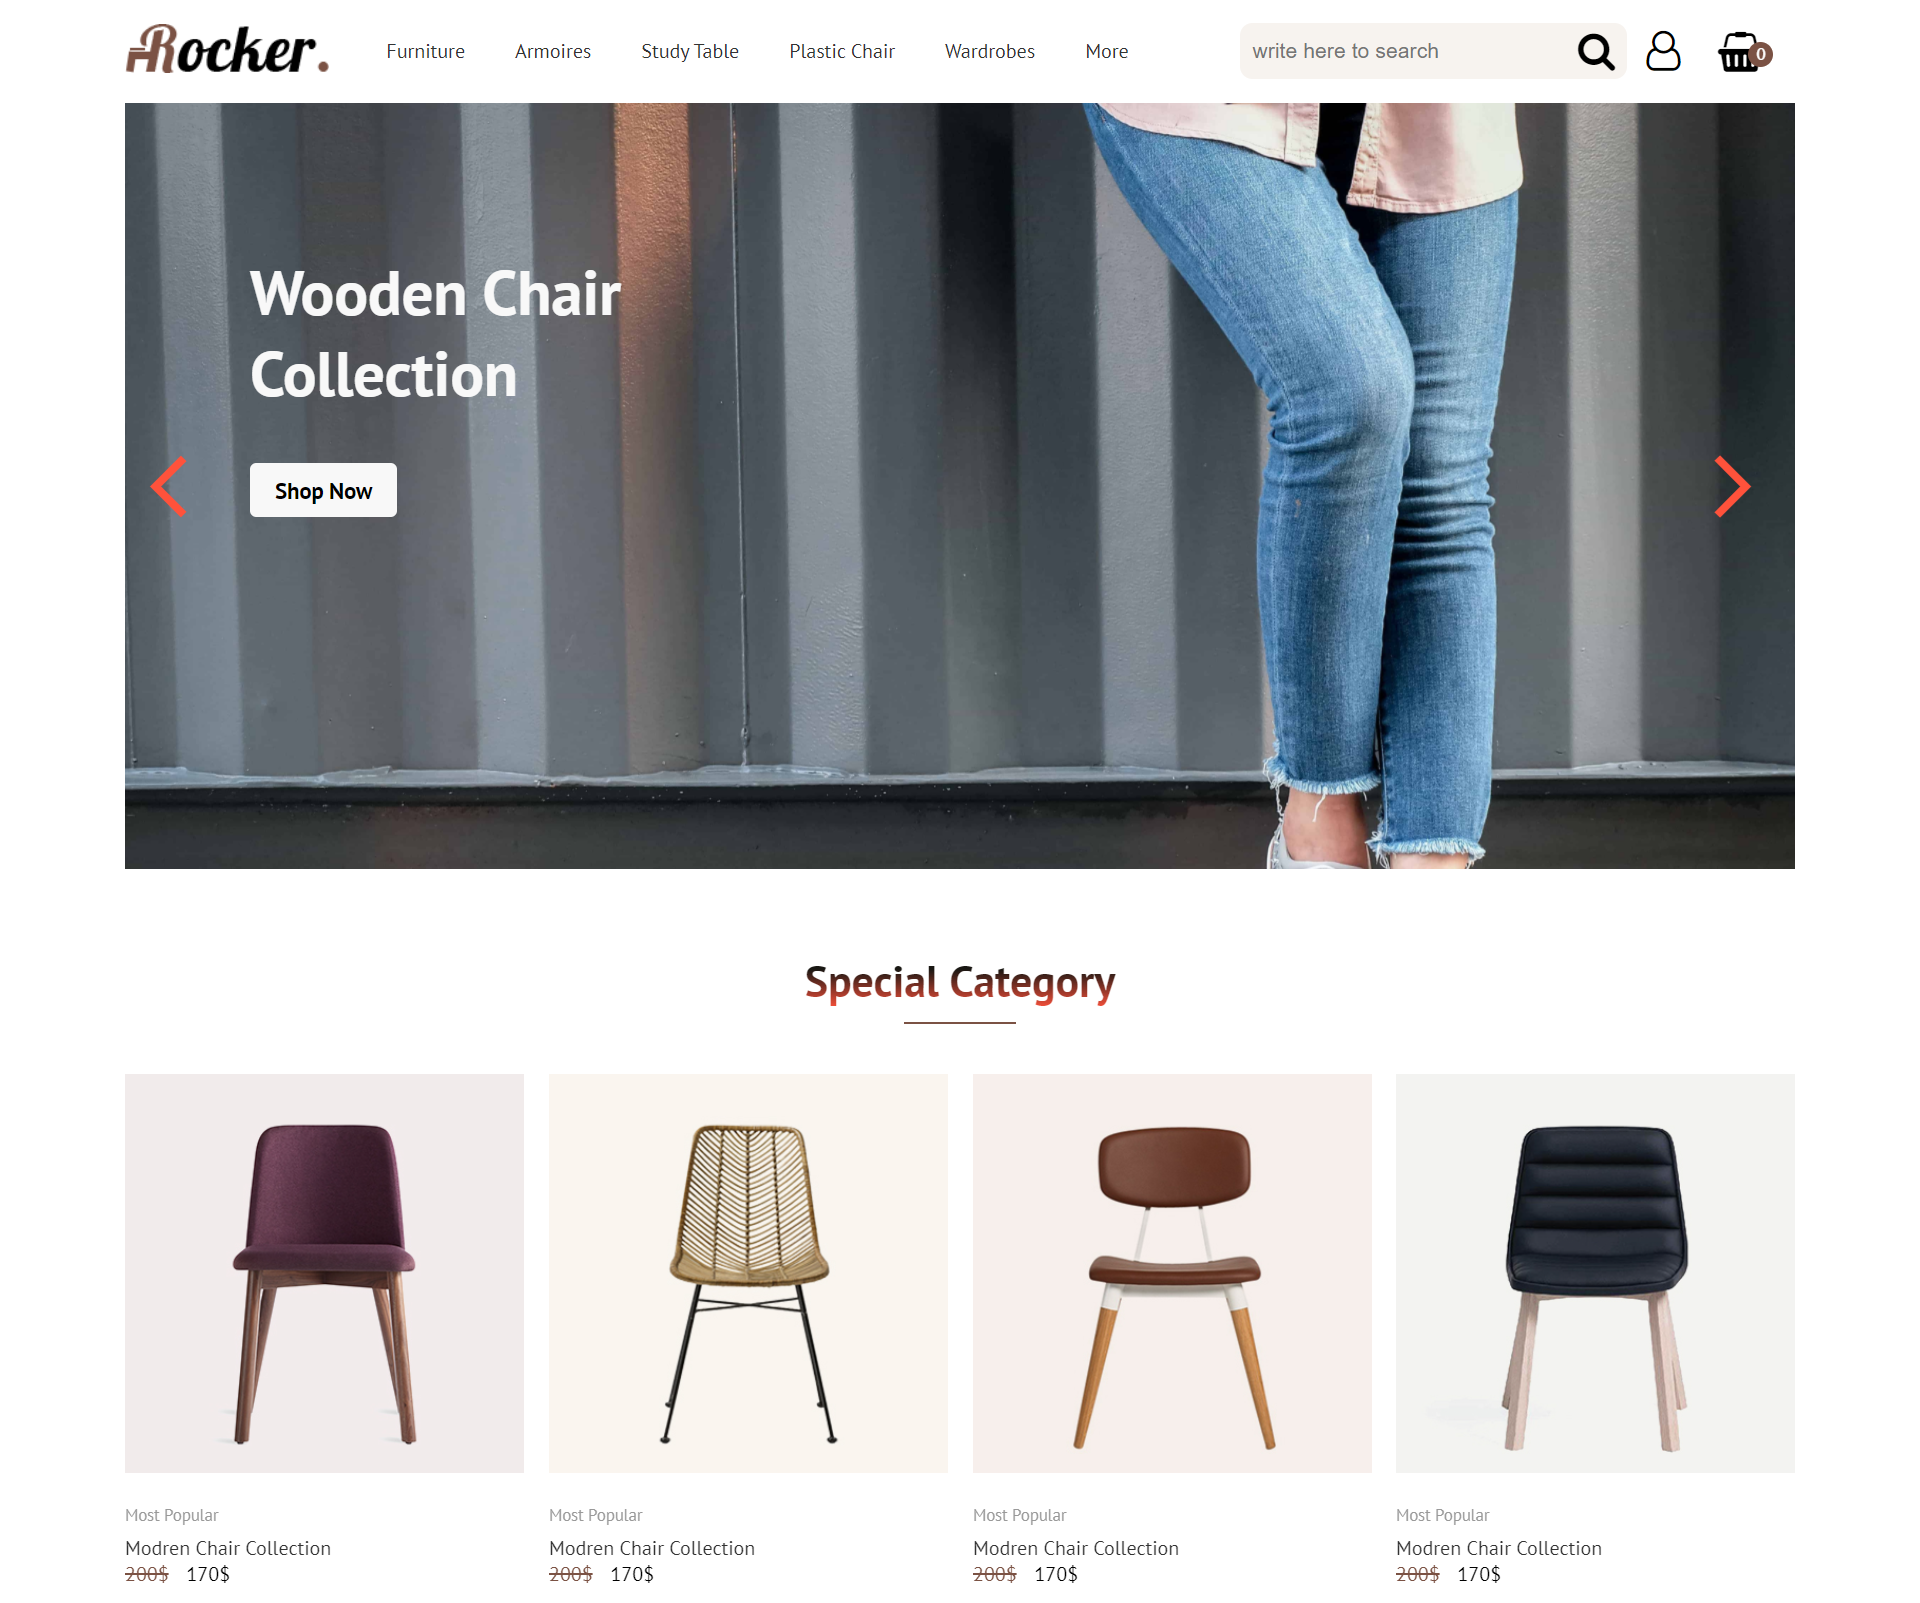 Rocker.
Furniture Armoires Study Table Plastic Chair Wardrobes More
write here to search
0
Wooden Chair
Collection
Shop Now
Special Category
Most Popular
Modren Chair Collection
200$ 170$
Most Popular
Modren Chair Collection
200$ 170$
Most Popular
Modren Chair Collection
200$ 170$
Most Popular
Modren Chair Collection
200$ 170$